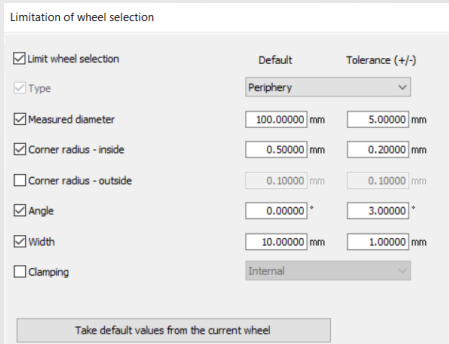 Limitation of wheel selection
Limit wheel selection Default Tolerance (+/-)
Type Periphery
Measured diameter 100.00000 mm 5.00000 mm
Corner radius - inside 0.50000 mm 0.20000 mm
Corner radius - outside 0.10000 mm 0.10000 mm
Angle 0.00000 ° 3.00000 °
Width 10.00000 mm 1.00000 mm
Clamping Internal
Take default values from the current wheel